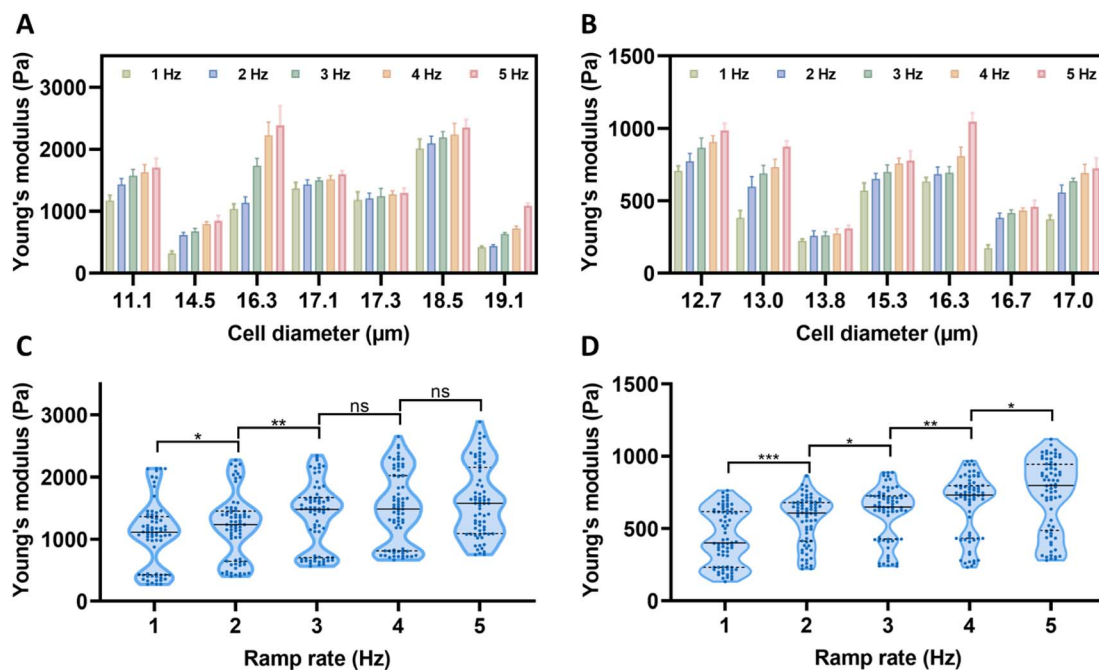 A
Young's modulus (Pa)
3000
2000
1000
0
1 Hz 2 Hz 3 Hz 4 Hz 5 Hz
11.1 14.5 16.3 17.1 17.3 18.5 19.1
Cell diameter (μm)
B
Young's modulus (Pa)
1500
1000
500
0
1 Hz 2 Hz 3 Hz 4 Hz 5 Hz
12.7 13.0 13.8 15.3 16.3 16.7 17.0
Cell diameter (μm)
C
Young's modulus (Pa)
3000
2000
1000
0
* ** ns ns
1 2 3 4 5
Ramp rate (Hz)
D
Young's modulus (Pa)
1500
1000
500
0
*** * ** *
1 2 3 4 5
Ramp rate (Hz)